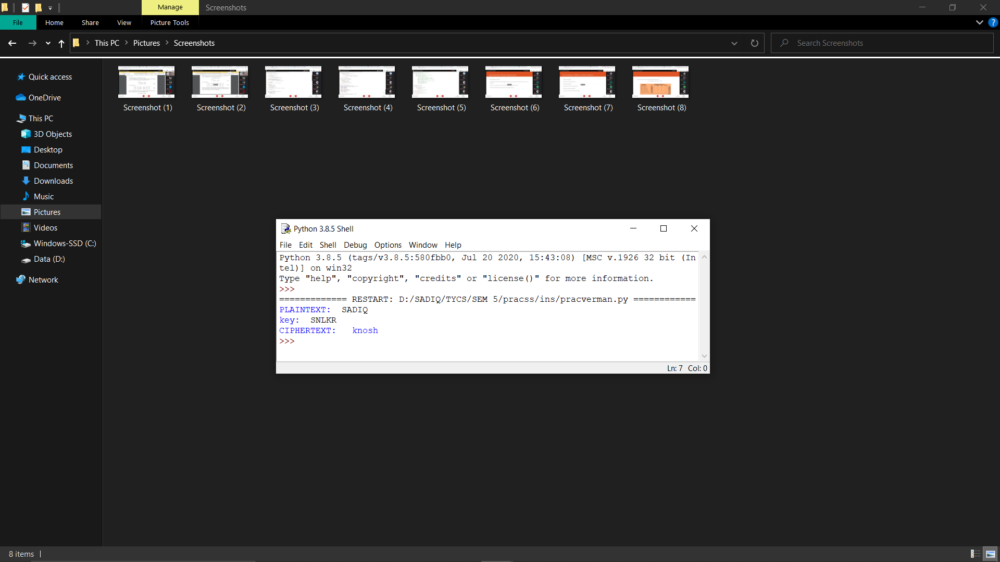 Manage
Screenshots
File
Home
Share
View
Picture Tools
This PC
Pictures
Screenshots
Search Screenshots
Quick access
OneDrive
This PC
3D Objects
Desktop
Documents
Downloads
Music
Pictures
Videos
Windows-SSD (C:)
Data (D:)
Network
Screenshot (1)
Screenshot (2)
Screenshot (3)
Screenshot (4)
Screenshot (5)
Screenshot (6)
Screenshot (7)
Screenshot (8)
Python 3.8.5 Shell
File Edit Shell Debug Options Window Help
Python 3.8.5 (tags/v3.8.5:580fbb0, Jul 20 2020, 15:43:08) [MSC v.1926 32 bit (In
tel)] on win32
Type "help", "copyright", "credits" or "license()" for more information.
>>>
============= RESTART: D:/SADIQ/TYCS/SEM 5/pracss/ins/pracverman.py ============
PLAINTEXT:  SADIQ
key:  SNLKR
CIPHERTEXT:   knosh
>>>
Ln: 7 Col: 0
8 items